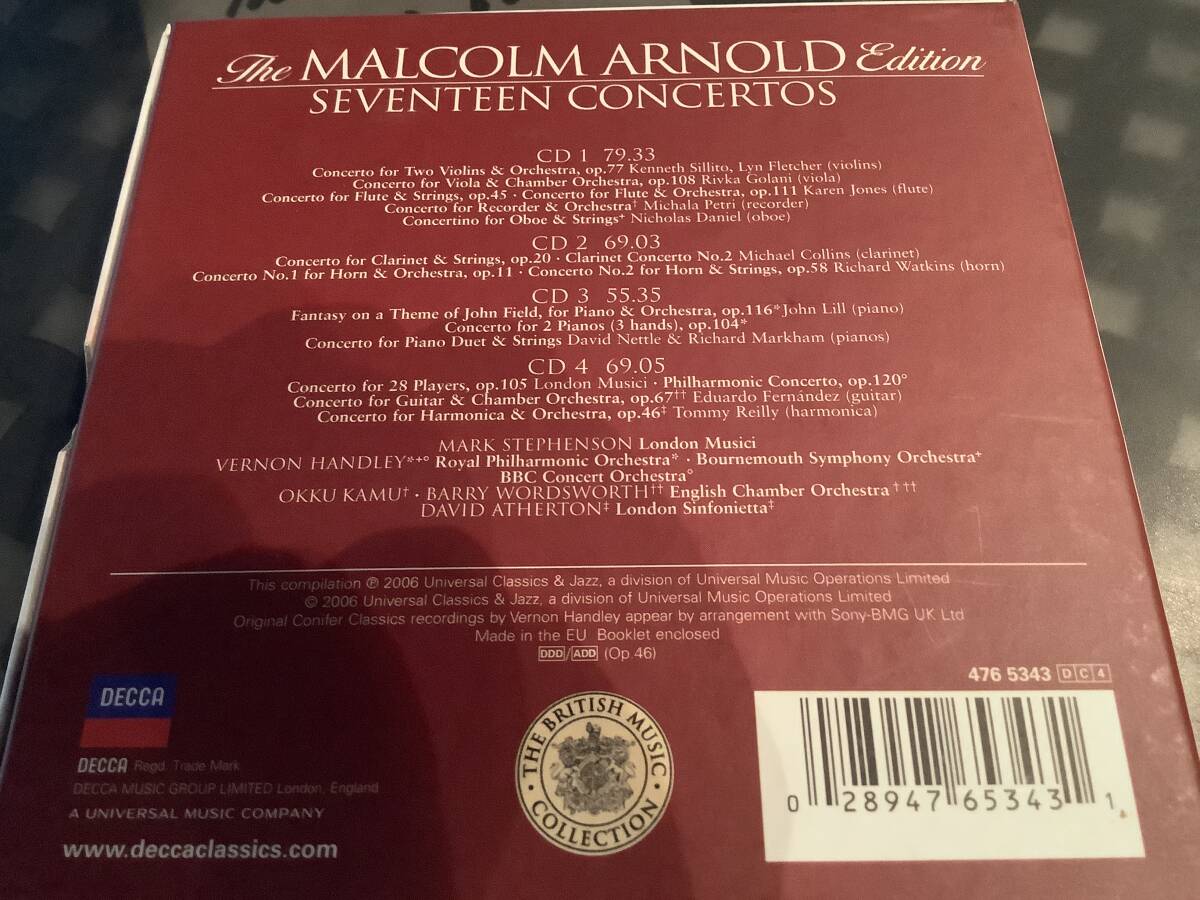 The MALCOLM ARNOLD Edition
SEVENTEEN CONCERTOS
CD 1 79.33
Concerto for Two Violins & Orchestra, op.77 Kenneth Sillito, Lyn Fletcher (violins)
Concerto for Viola & Chamber Orchestra, op.108 Rivka Golani (viola)
Concerto for Flute & Strings, op.45 · Concerto for Flute & Orchestra, op.111 Karen Jones (flute)
Concerto for Recorder & Orchestra† Michala Petri (recorder)
Concertino for Oboe & Strings+ Nicholas Daniel (oboe)
CD 2 69.03
Concerto for Clarinet & Strings, op.20 · Clarinet Concerto No.2 Michael Collins (clarinet)
Concerto No.1 for Horn & Orchestra, op.11 · Concerto No.2 for Horn & Strings, op.58 Richard Watkins (horn)
CD 3 55.35
Fantasy on a Theme of John Field, for Piano & Orchestra, op.116* John Lill (piano)
Concerto for 2 Pianos (3 hands), op.104*
Concerto for Piano Duet & Strings David Nettle & Richard Markham (pianos)
CD 4 69.05
Concerto for 28 Players, op.105 London Musici · Philharmonic Concerto, op.120°
Concerto for Guitar & Chamber Orchestra, op.67†† Eduardo Fernández (guitar)
Concerto for Harmonica & Orchestra, op.46‡ Tommy Reilly (harmonica)
MARK STEPHENSON London Musici
VERNON HANDLEY*+° Royal Philharmonic Orchestra* · Bournemouth Symphony Orchestra+
BBC Concert Orchestra°
OKKU KAMU† · BARRY WORDSWORTH†† English Chamber Orchestra† ††
DAVID ATHERTON‡ London Sinfonietta‡
This compilation ℗ 2006 Universal Classics & Jazz, a division of Universal Music Operations Limited
© 2006 Universal Classics & Jazz, a division of Universal Music Operations Limited
Original Conifer Classics recordings by Vernon Handley appear by arrangement with Sony-BMG UK Ltd
Made in the EU Booklet enclosed
DDD/ADD (Op.46)
476 5343 D C 4
DECCA
DECCA Regd. Trade Mark
DECCA MUSIC GROUP LIMITED London, England
A UNIVERSAL MUSIC COMPANY
www.deccaclassics.com
THE BRITISH MUSIC · COLLECTION ·
0 28947 65343 1